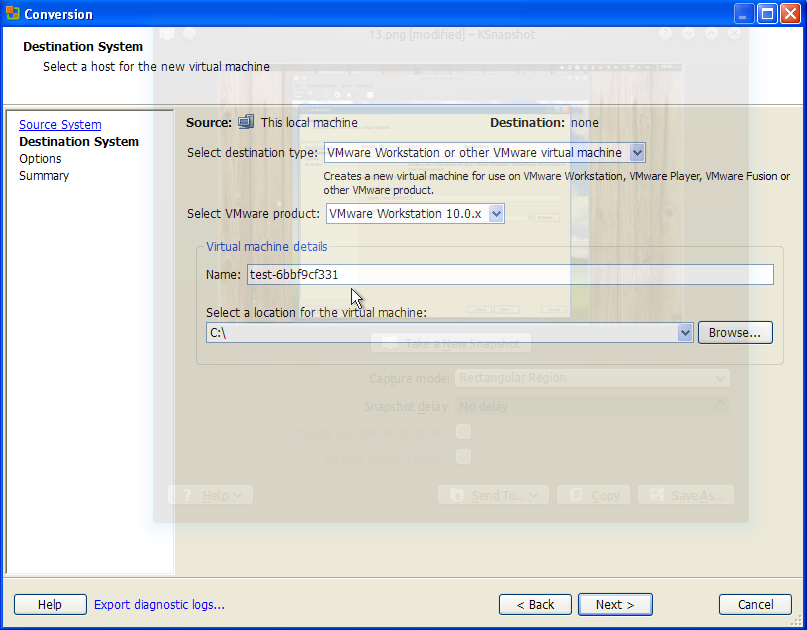 Conversion
13.png [modified] – KSnapshot
Destination System
Select a host for the new virtual machine
Source System
Destination System
Options
Summary
Source: This local machine Destination: none
Select destination type: VMware Workstation or other VMware virtual machine
Creates a new virtual machine for use on VMware Workstation, VMware Player, VMware Fusion or
other VMware product.
Select VMware product: VMware Workstation 10.0.x
Virtual machine details
Name: test-6bbf9cf331
Select a location for the virtual machine:
C:\ Browse...
Take a New Snapshot
Capture mode: Rectangular Region
Snapshot delay: No delay
Help Send To... Copy Save As...
Help Export diagnostic logs... < Back Next > Cancel